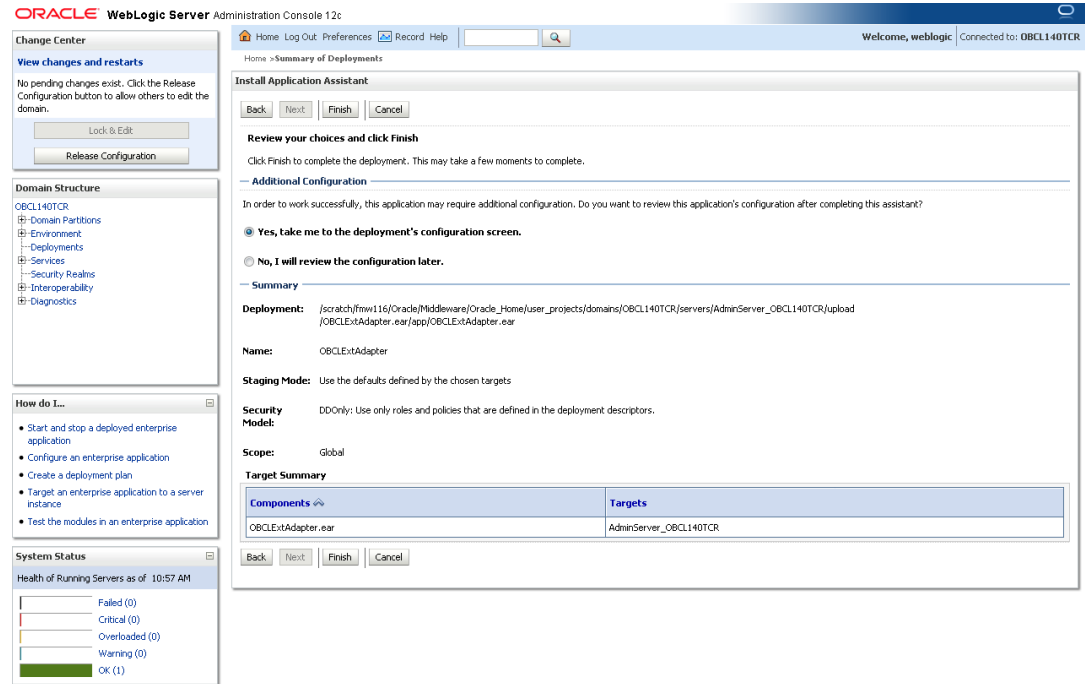 ORACLE WebLogic Server Administration Console 12c
Change Center
View changes and restarts
No pending changes exist. Click the Release
Configuration button to allow others to edit the
domain.
Lock & Edit
Release Configuration
Domain Structure
OBCL140TCR
Domain Partitions
Environment
Deployments
Services
Security Realms
Interoperability
Diagnostics
How do I...
Start and stop a deployed enterprise
application
Configure an enterprise application
Create a deployment plan
Target an enterprise application to a server
instance
Test the modules in an enterprise application
System Status
Health of Running Servers as of 10:57 AM
Failed (0)
Critical (0)
Overloaded (0)
Warning (0)
OK (1)
Home Log Out Preferences Record Help
Welcome, weblogic Connected to: OBCL140TCR
Home >Summary of Deployments
Install Application Assistant
Back Next Finish Cancel
Review your choices and click Finish
Click Finish to complete the deployment. This may take a few moments to complete.
Additional Configuration
In order to work successfully, this application may require additional configuration. Do you want to review this application's configuration after completing this assistant?
Yes, take me to the deployment's configuration screen.
No, I will review the configuration later.
Summary
Deployment: /scratch/fmw116/Oracle/Middleware/Oracle_Home/user_projects/domains/OBCL140TCR/servers/AdminServer_OBCL140TCR/upload
/OBCLExtAdapter.ear/app/OBCLExtAdapter.ear
Name: OBCLExtAdapter
Staging Mode: Use the defaults defined by the chosen targets
Security DDOnly: Use only roles and policies that are defined in the deployment descriptors.
Model:
Scope: Global
Target Summary
Components Targets
OBCLExtAdapter.ear AdminServer_OBCL140TCR
Back Next Finish Cancel